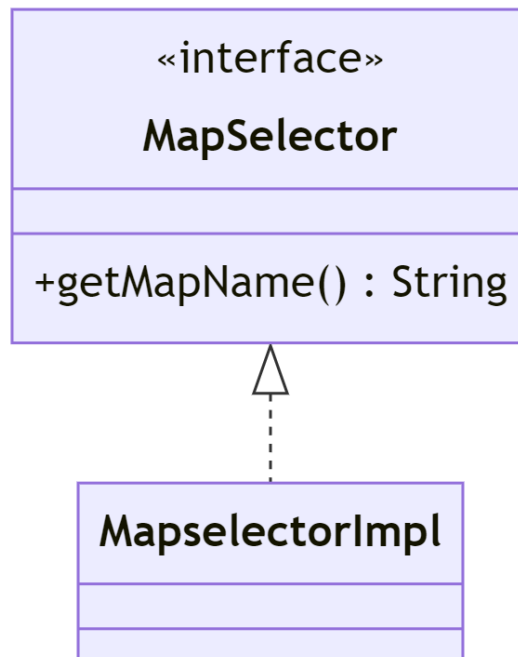 «interface»
MapSelector
+getMapName() : String
MapselectorImpl